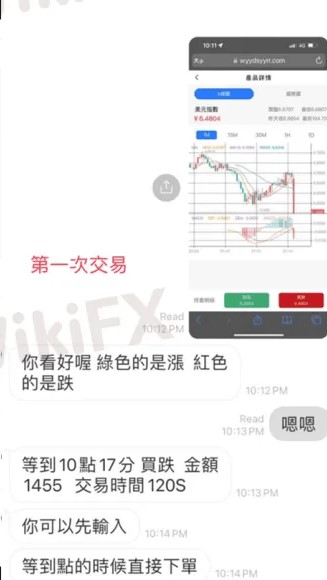 WikiFX
10:11
4G
大小
wyydsyyrr.com
產品詳情
美元指數
¥6.4804
1M
15M
30M
1H
1D
第一次交易
Read
10:12 PM
WikiFX
你看好喔 綠色的是漲 紅色
的是跌
10:12 PM
Read
10:13 PM
嗯嗯
等到10點17分 買跌 金額
1455 交易時間120S
10:13 PM
你可以先輸入
10:14 PM
等到點的時候直接下單
10:14 PM